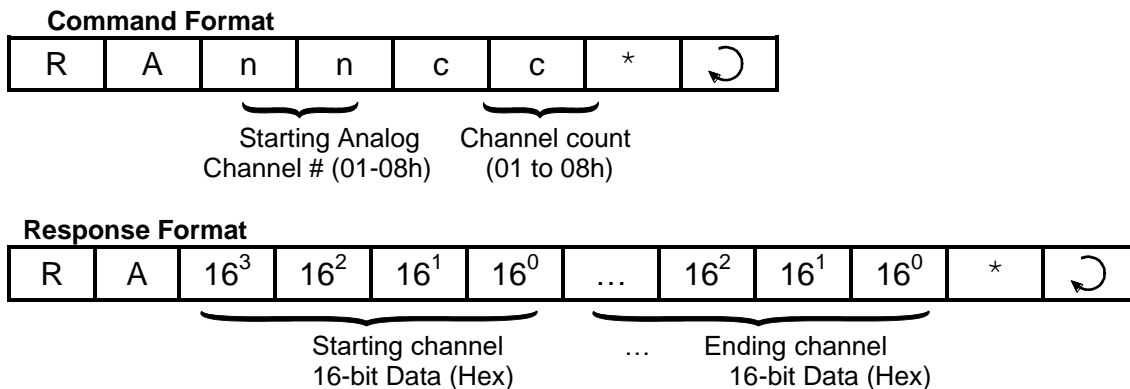 Command Format
R A n n c c *
Starting Analog Channel count
Channel # (01-08h) (01 to 08h)
Response Format
R A 16³ 16² 16¹ 16⁰ … 16² 16¹ 16⁰ *
Starting channel … Ending channel
16-bit Data (Hex) 16-bit Data (Hex)